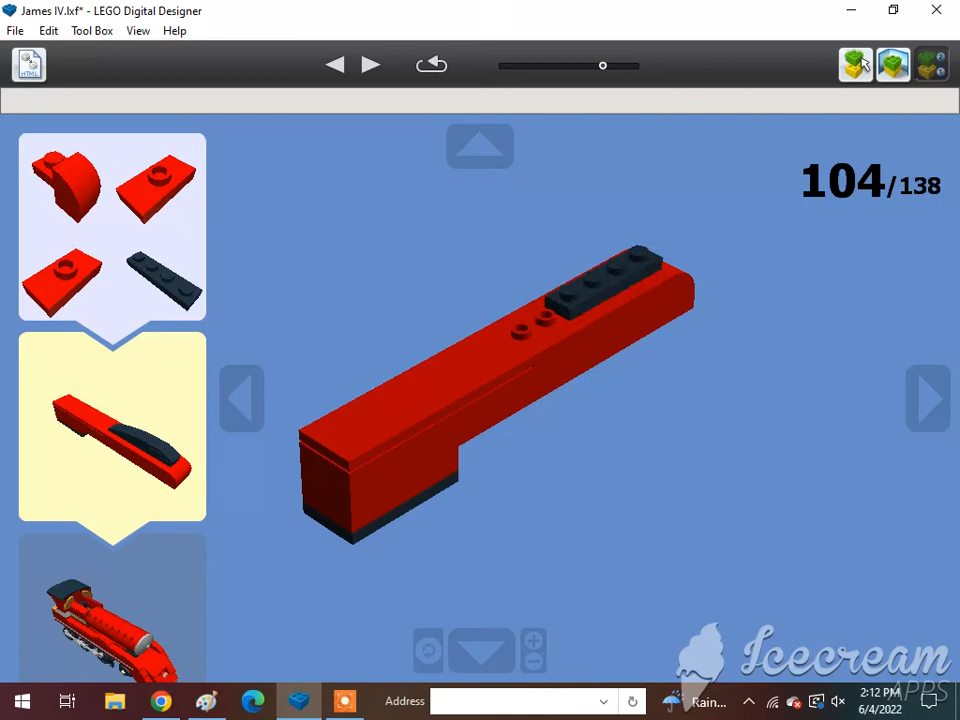 James IV.lxf* - LEGO Digital Designer
File Edit Tool Box View Help
HTML
104/138
Icecream
APPS
Address
Rain...
2:12 PM
6/4/2022